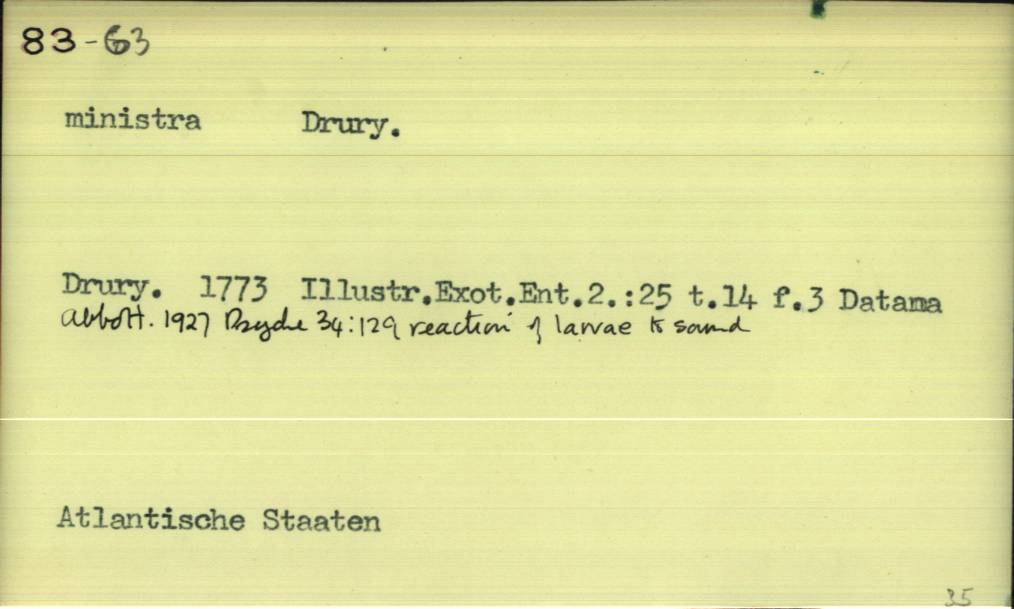 83-63
ministra Drury.
Drury. 1773 Illustr.Exot.Ent.2.:25 t.14 f.3 Datana
Abbott. 1927 Psyche 34:129 reaction of larvae to sound
Atlantische Staaten
35